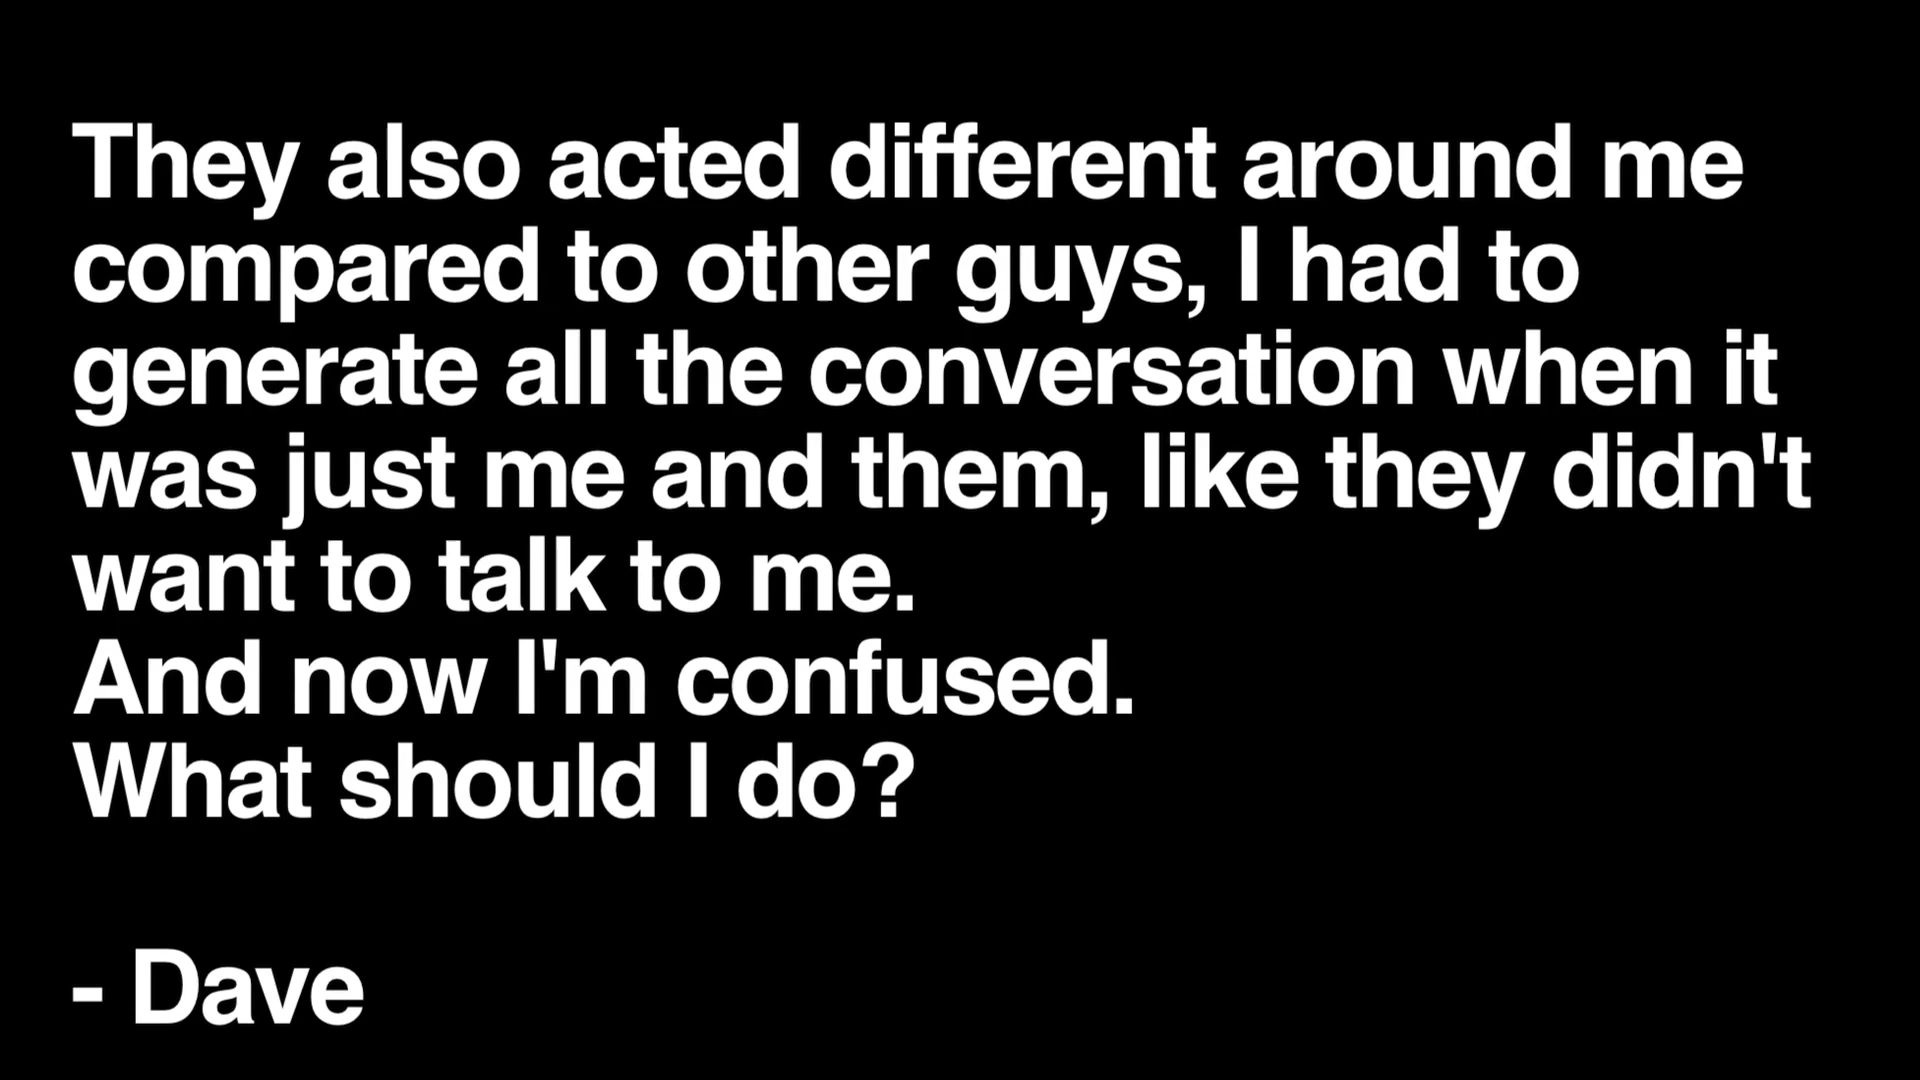 They also acted different around me
compared to other guys, I had to
generate all the conversation when it
was just me and them, like they didn't
want to talk to me.
And now I'm confused.
What should I do?
- Dave